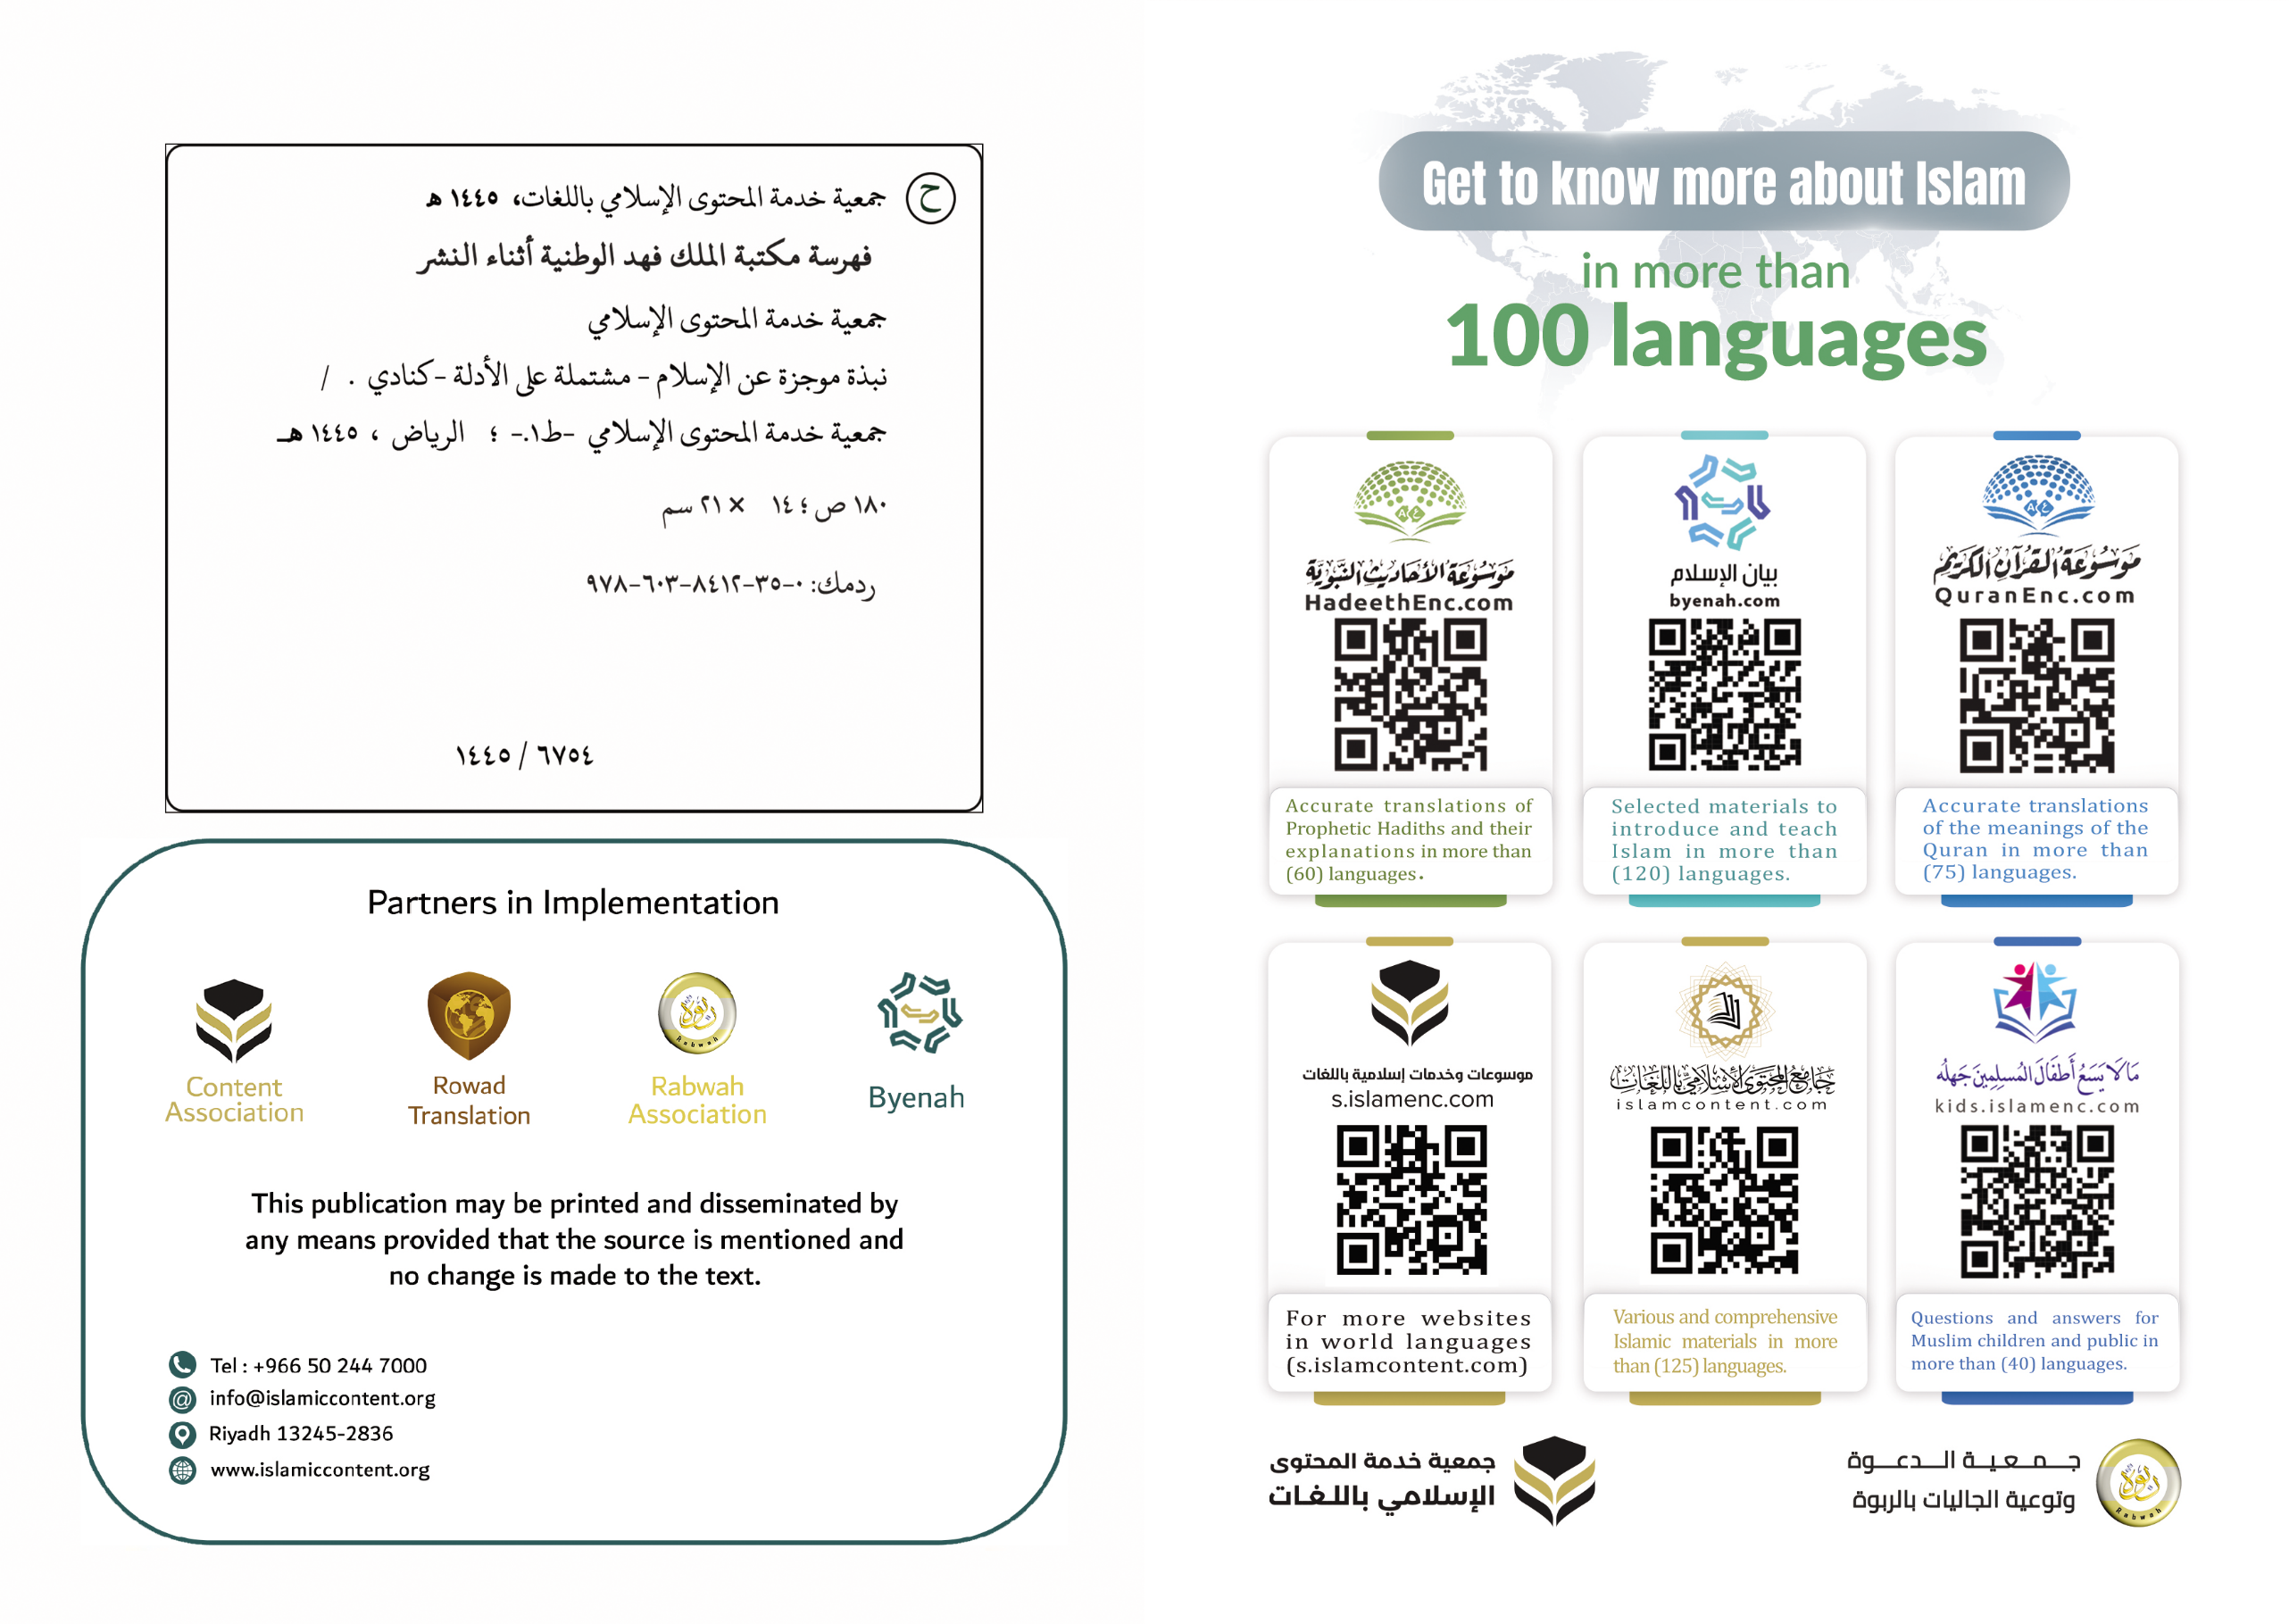 ح جمعية خدمة المحتوى الإسلامي باللغات، ١٤٤٥ هـ
فهرسة مكتبة الملك فهد الوطنية أثناء النشر
جمعية خدمة المحتوى الإسلامي
نبذة موجزة عن الإسلام - مشتملة على الأدلة - كنادي . /
جمعية خدمة المحتوى الإسلامي -ط١.- ؛ الرياض ، ١٤٤٥ هـ
١٨٠ ص ؛ ١٤ × ٢١ سم
ردمك: ٠-٣٥-٨٤١٢-٦٠٣-٩٧٨
١٤٤٥ / ٦٧٥٤
Partners in Implementation
Content
Association
Rowad
Translation
Rabwah
Rabwah
Association
Byenah
This publication may be printed and disseminated by
any means provided that the source is mentioned and
no change is made to the text.
Tel : +966 50 244 7000
info@islamiccontent.org
Riyadh 13245-2836
www.islamiccontent.org
Get to know more about Islam
in more than
100 languages
موسوعة الأحاديث النبوية
HadeethEnc.com
Accurate translations of
Prophetic Hadiths and their
explanations in more than
(60) languages.
بيان الإسلام
byenah.com
Selected materials to
introduce and teach
Islam in more than
(120) languages.
موسوعة القرآن الكريم
QuranEnc.com
Accurate translations
of the meanings of the
Quran in more than
(75) languages.
موسوعات وخدمات إسلامية باللغات
s.islamenc.com
For more websites
in world languages
(s.islamcontent.com)
جامع المحتوى الإسلامي باللغات
islamcontent.com
Various and comprehensive
Islamic materials in more
than (125) languages.
مَا لَا يَسَعُ أَطفَالَ المُسلِمِينَ جَهلُه
kids.islamenc.com
Questions and answers for
Muslim children and public in
more than (40) languages.
جمعية خدمة المحتوى
الإسلامي باللغات
جمعية الدعوة
وتوعية الجاليات بالربوة
Rabwah